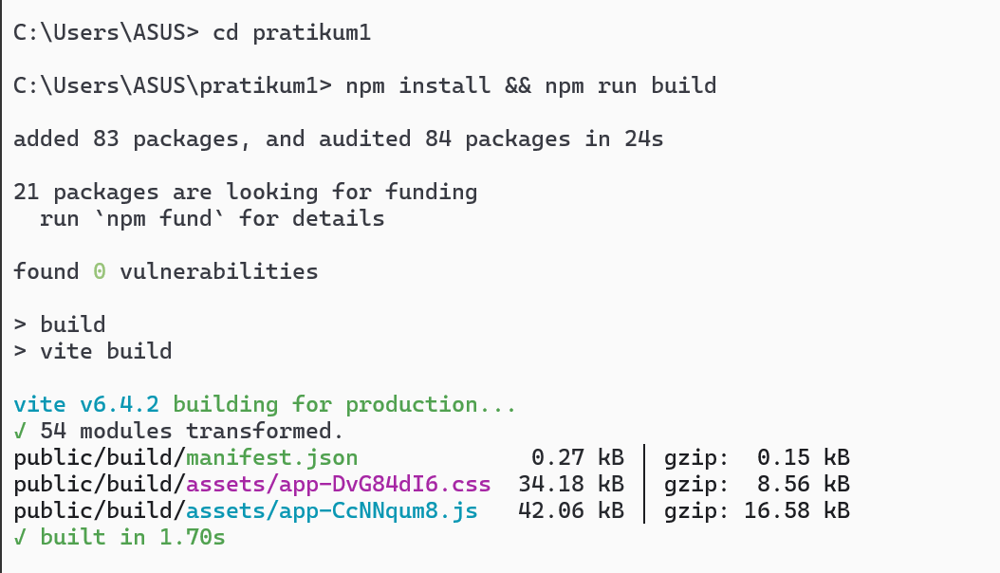 C:\Users\ASUS> cd pratikum1
C:\Users\ASUS\pratikum1> npm install && npm run build
added 83 packages, and audited 84 packages in 24s
21 packages are looking for funding
  run `npm fund` for details
found 0 vulnerabilities
> build
> vite build
vite v6.4.2 building for production...
√ 54 modules transformed.
public/build/manifest.json             0.27 kB │ gzip:  0.15 kB
public/build/assets/app-DvG84dI6.css  34.18 kB │ gzip:  8.56 kB
public/build/assets/app-CcNNqum8.js   42.06 kB │ gzip: 16.58 kB
√ built in 1.70s